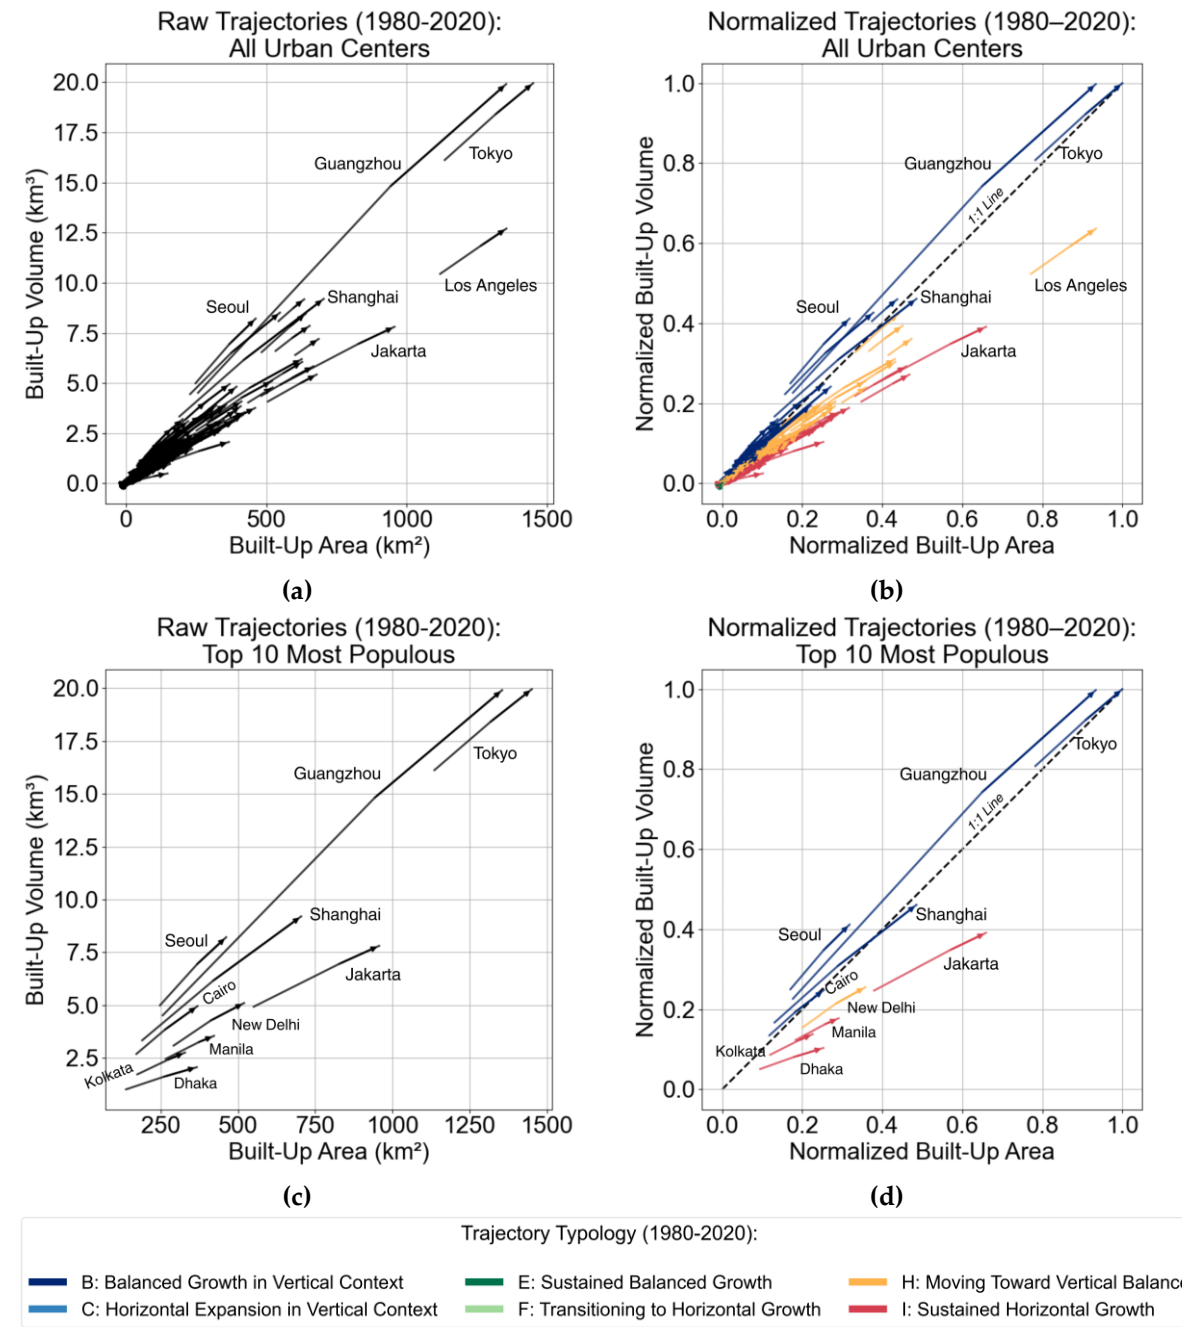 Raw Trajectories (1980-2020):
All Urban Centers
20.0
17.5
15.0
12.5
10.0
7.5
5.0
2.5
0.0
Built-Up Volume (km³)
Guangzhou
Tokyo
Los Angeles
Seoul
Shanghai
Jakarta
0
500
1000
1500
Built-Up Area (km²)
(a)
Normalized Trajectories (1980–2020):
All Urban Centers
1.0
0.8
0.6
0.4
0.2
0.0
Normalized Built-Up Volume
Guangzhou
Tokyo
1:1 Line
Los Angeles
Seoul
Shanghai
Jakarta
0.0
0.2
0.4
0.6
0.8
1.0
Normalized Built-Up Area
(b)
Raw Trajectories (1980-2020):
Top 10 Most Populous
20.0
17.5
15.0
12.5
10.0
7.5
5.0
2.5
Built-Up Volume (km³)
Tokyo
Guangzhou
Shanghai
Seoul
Jakarta
Cairo
New Delhi
Manila
Kolkata
Dhaka
250
500
750
1000
1250
1500
Built-Up Area (km²)
(c)
Normalized Trajectories (1980–2020):
Top 10 Most Populous
1.0
0.8
0.6
0.4
0.2
0.0
Normalized Built-Up Volume
Tokyo
Guangzhou
1:1 Line
Shanghai
Seoul
Jakarta
Cairo
New Delhi
Manila
Kolkata
Dhaka
0.0
0.2
0.4
0.6
0.8
1.0
Normalized Built-Up Area
(d)
Trajectory Typology (1980-2020):
B: Balanced Growth in Vertical Context
E: Sustained Balanced Growth
H: Moving Toward Vertical Balance
C: Horizontal Expansion in Vertical Context
F: Transitioning to Horizontal Growth
I: Sustained Horizontal Growth